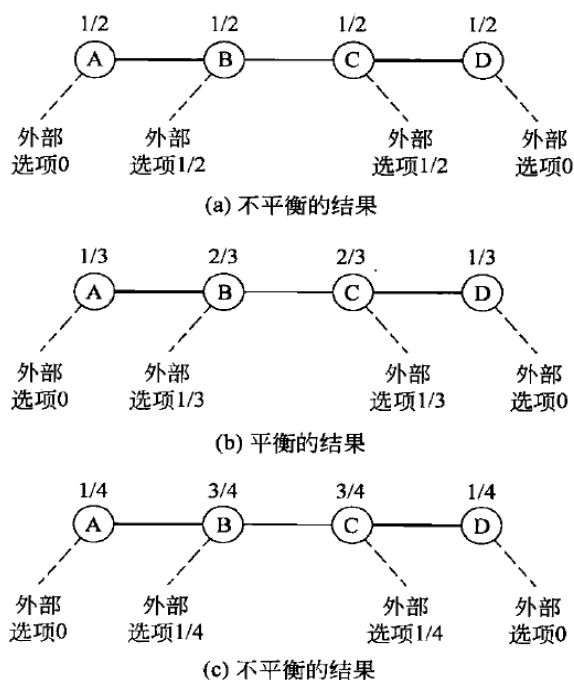 1/2 1/2 1/2 1/2
A B C D
外部 外部 外部 外部
选项0 选项1/2 选项1/2 选项0
(a) 不平衡的结果
1/3 2/3 2/3 1/3
A B C D
外部 外部 外部 外部
选项0 选项1/3 选项1/3 选项0
(b) 平衡的结果
1/4 3/4 3/4 1/4
A B C D
外部 外部 外部 外部
选项0 选项1/4 选项1/4 选项0
(c) 不平衡的结果